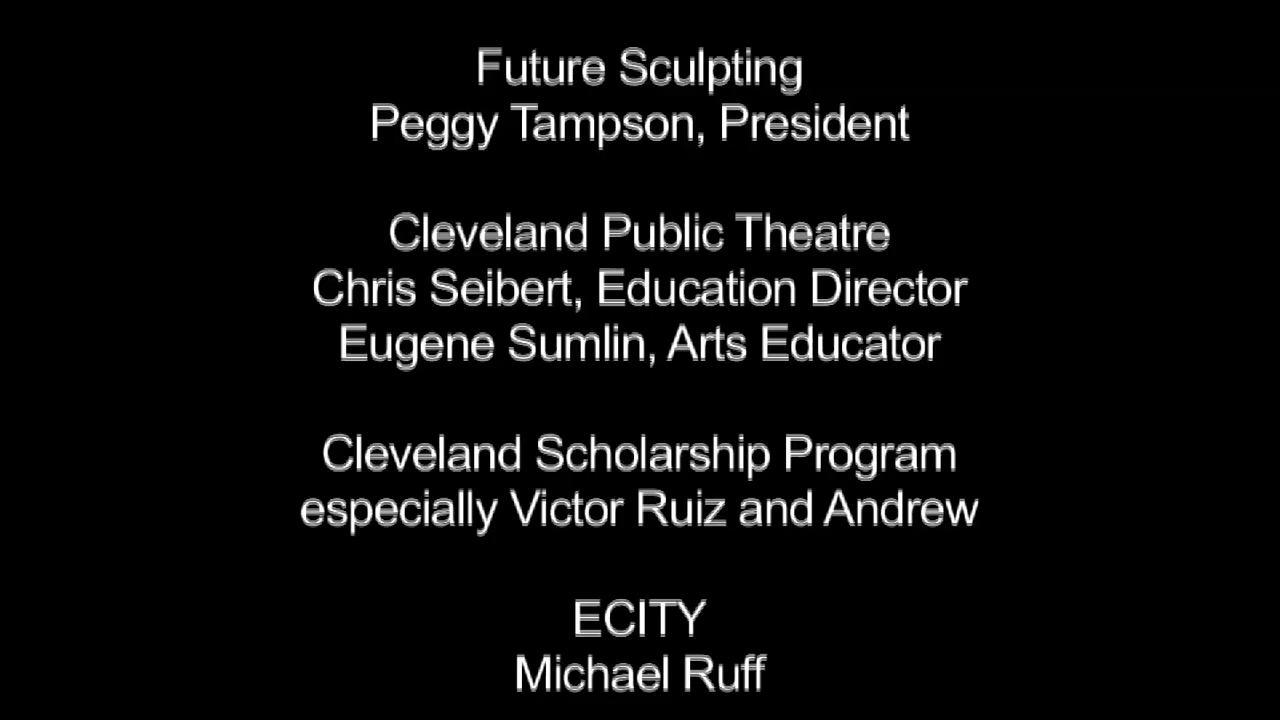 Future Sculpting
Peggy Tampson, President
Cleveland Public Theatre
Chris Seibert, Education Director
Eugene Sumlin, Arts Educator
Cleveland Scholarship Program
especially Victor Ruiz and Andrew
ECITY
Michael Ruff